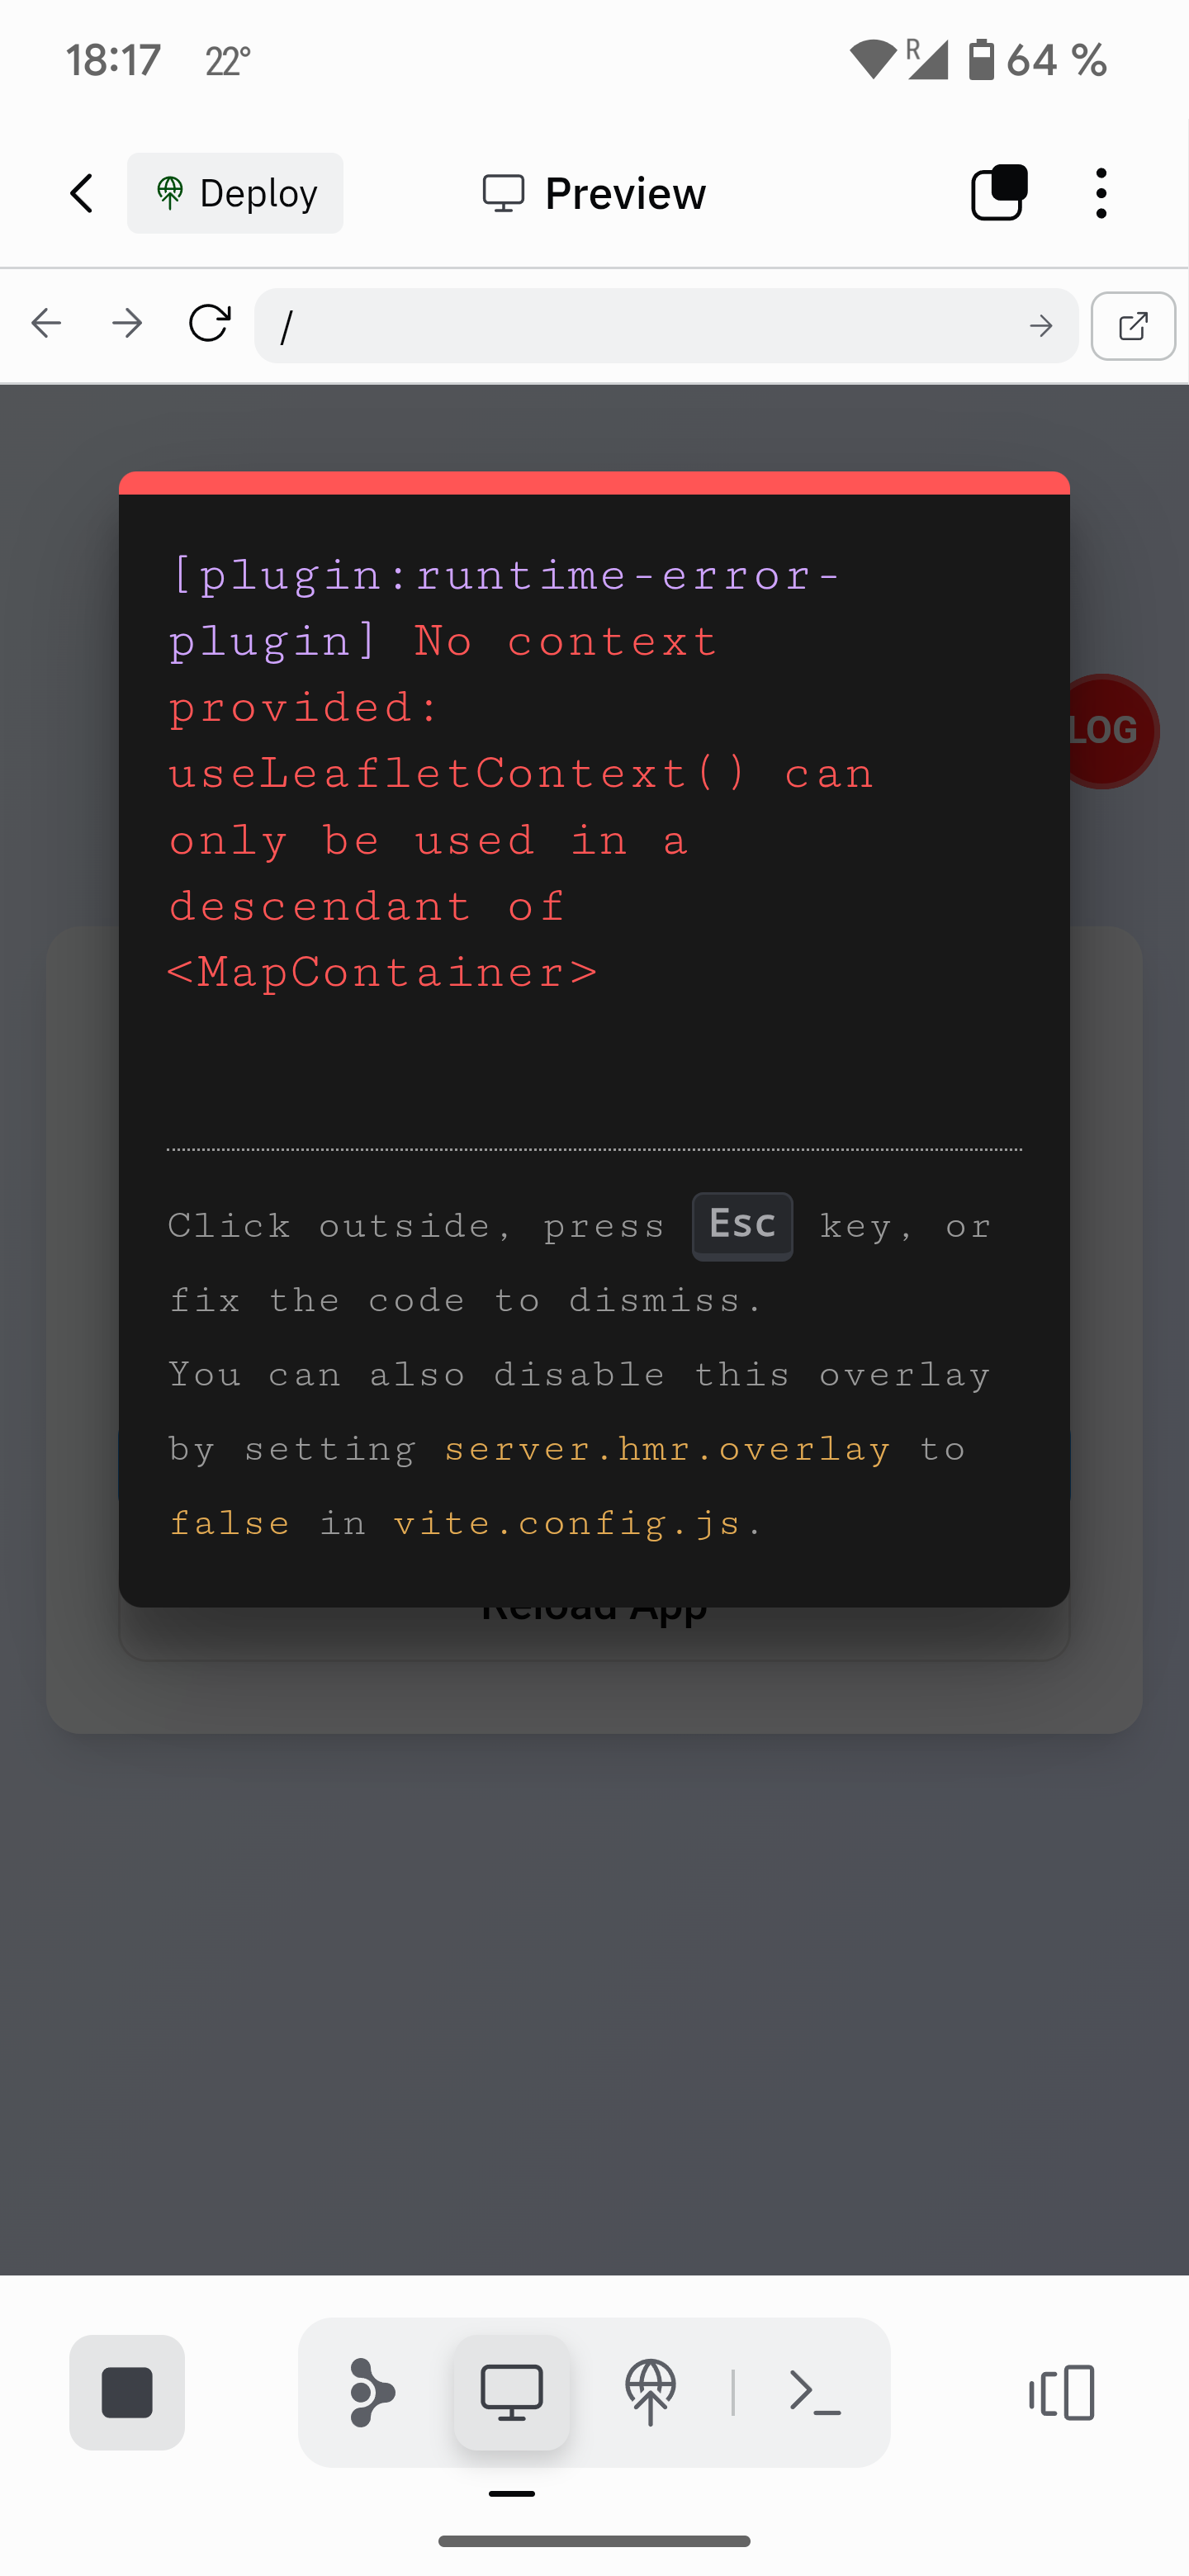 18:17 22° R 64 %
Deploy Preview
/
[plugin:runtime-error-
plugin] No context
provided:
LOG
useLeafletContext() can
only be used in a
descendant of
<MapContainer>
Click outside, press Esc key, or
fix the code to dismiss.
You can also disable this overlay
by setting server.hmr.overlay to
false in vite.config.js.
Reload App